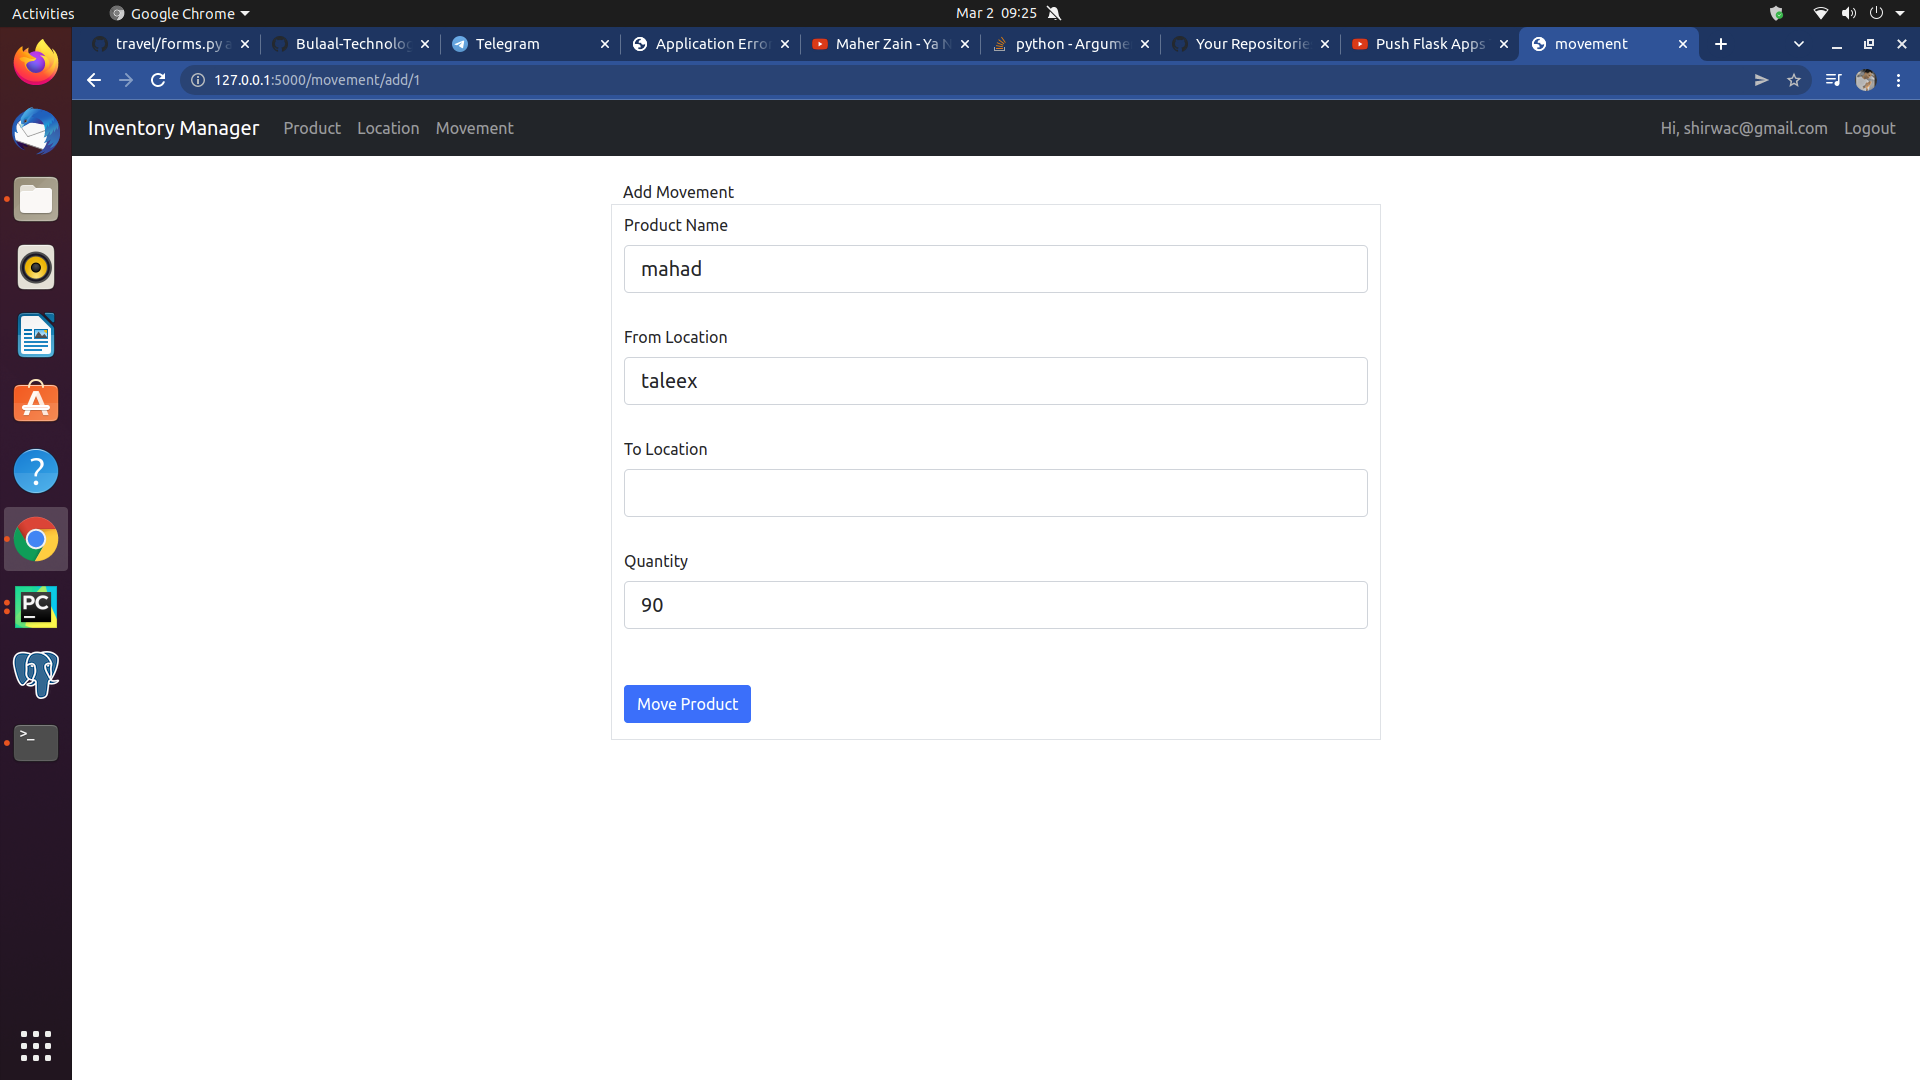 Activities
Google Chrome
Mar 2 09:25
travel/forms.py a
Bulaal-Technolog
Telegram
Application Erro
Maher Zain - Ya N
python - Argume
Your Repositorie
Push Flask Apps
movement
127.0.0.1:5000/movement/add/1
Inventory Manager
Product
Location
Movement
Hi, shirwac@gmail.com
Logout
Add Movement
Product Name
mahad
From Location
taleex
To Location
Quantity
90
Move Product
PC